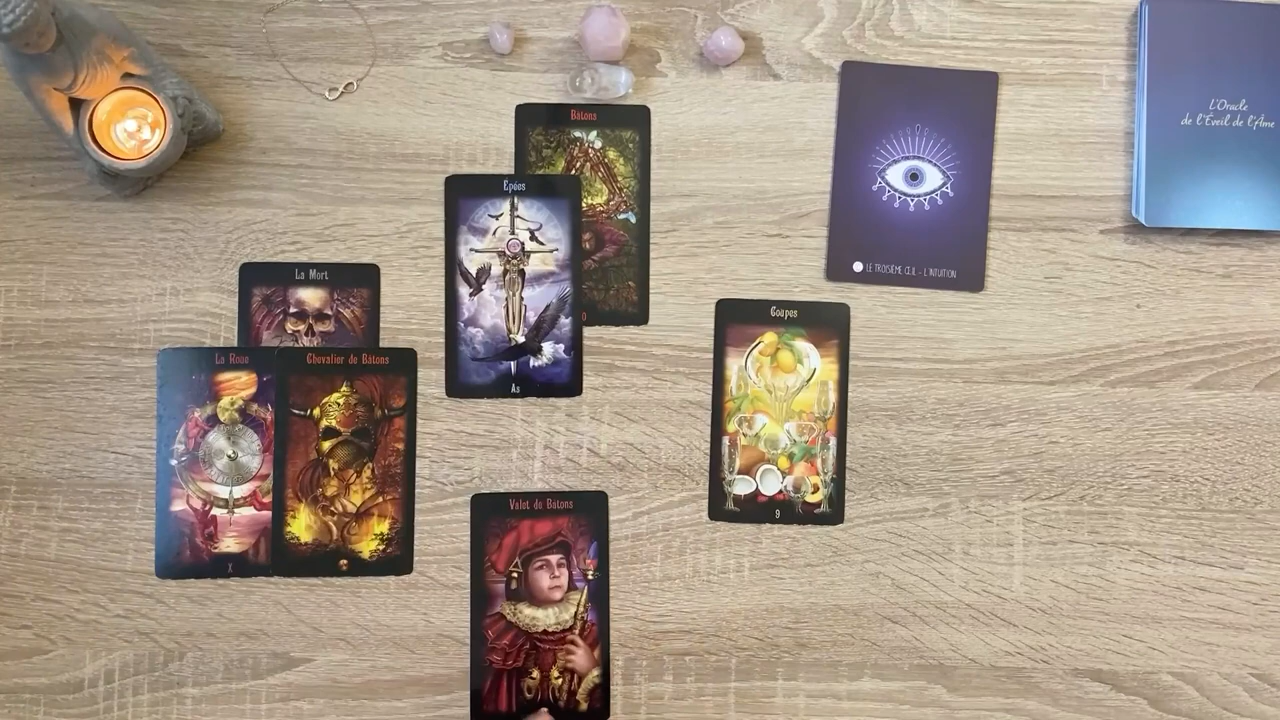 Bâtons
L'Oracle
de l'Éveil de l'Âme
Épées
0
LE TROISIÈME ŒIL - L'INTUITION
La Mort
Coupes
As
La Roue
Chevalier de Bâtons
X
9
Valet de Bâtons